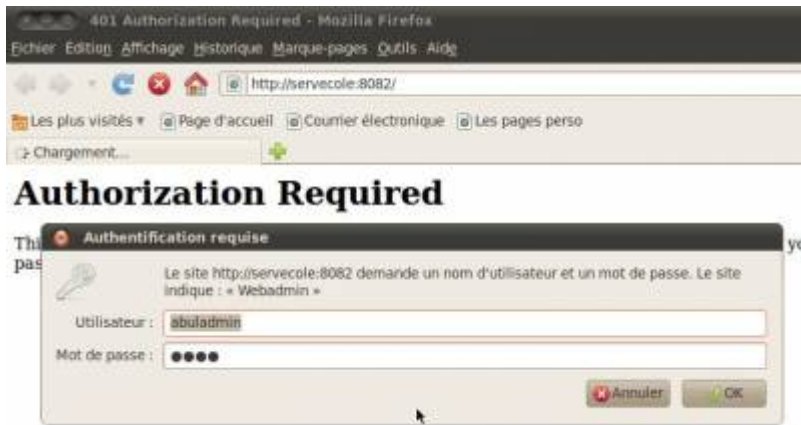 401 Authorization Required - Mozilla Firefox
Fichier Édition Affichage Historique Marque-pages Outils Aide
http://servecole:8082/
Les plus visités Page d'accueil Courrier électronique Les pages perso
Chargement...
Authorization Required
Authentification requise
Le site http://servecole:8082 demande un nom d'utilisateur et un mot de passe. Le site
indique : « Webadmin »
Utilisateur : abuladmin
Mot de passe : ●●●●
Annuler OK